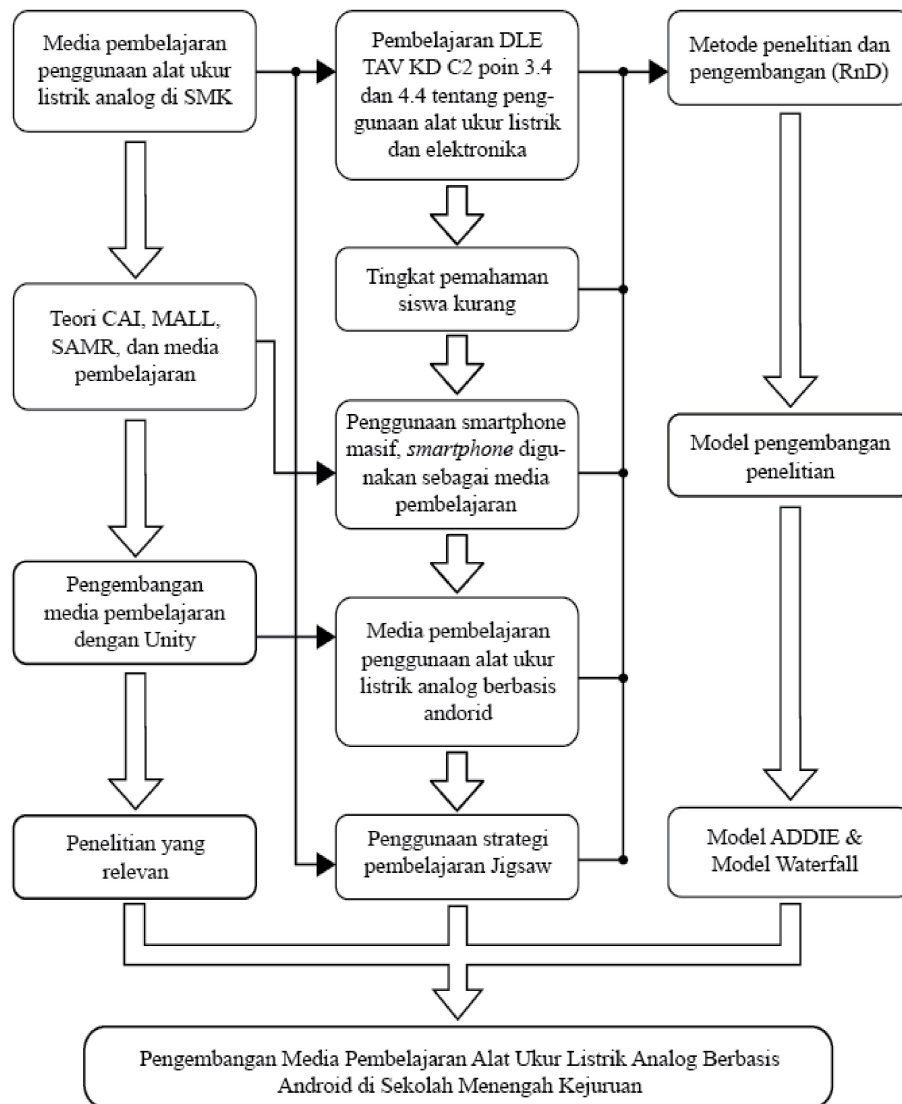 Media pembelajaran
penggunaan alat ukur
listrik analog di SMK
Teori CAI, MALL,
SAMR, dan media
pembelajaran
Pengembangan
media pembelajaran
dengan Unity
Penelitian yang
relevan
Pembelajaran DLE
TAV KD C2 poin 3.4
dan 4.4 tentang peng-
gunaan alat ukur listrik
dan elektronika
Tingkat pemahaman
siswa kurang
Penggunaan smartphone
masif, smartphone digu-
nakan sebagai media
pembelajaran
Media pembelajaran
penggunaan alat ukur
listrik analog berbasis
andorid
Penggunaan strategi
pembelajaran Jigsaw
Metode penelitian dan
pengembangan (RnD)
Model pengembangan
penelitian
Model ADDIE &
Model Waterfall
Pengembangan Media Pembelajaran Alat Ukur Listrik Analog Berbasis
Android di Sekolah Menengah Kejuruan